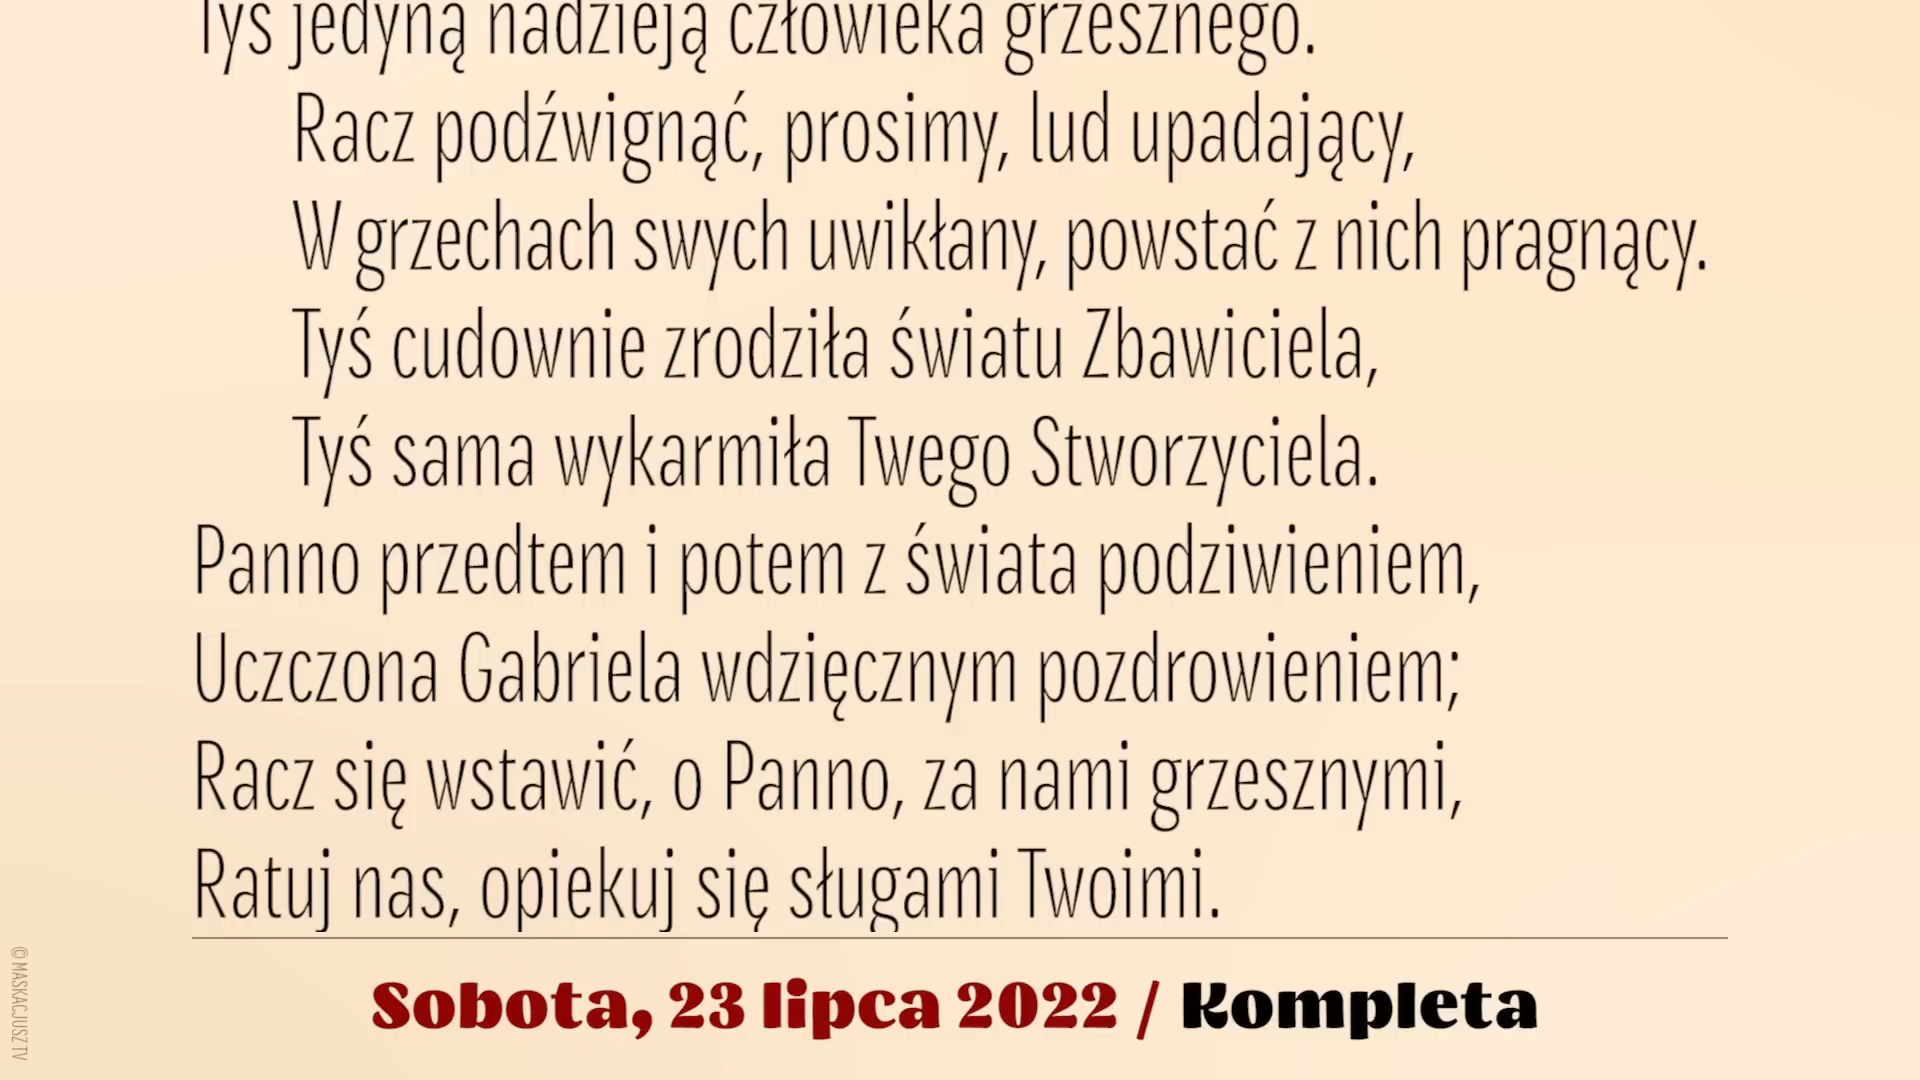 Tyś jedyną nadzieją człowieka grzesznego.
Racz podźwignąć, prosimy, lud upadający,
W grzechach swych uwikłany, powstać z nich pragnący.
Tyś cudownie zrodziła światu Zbawiciela,
Tyś sama wykarmiła Twego Stworzyciela.
Panno przedtem i potem z świata podziwieniem,
Uczczona Gabriela wdzięcznym pozdrowieniem;
Racz się wstawić, o Panno, za nami grzesznymi,
Ratuj nas, opiekuj się sługami Twoimi.
Sobota, 23 lipca 2022 / Kompleta
© MASKACJUSZ TV